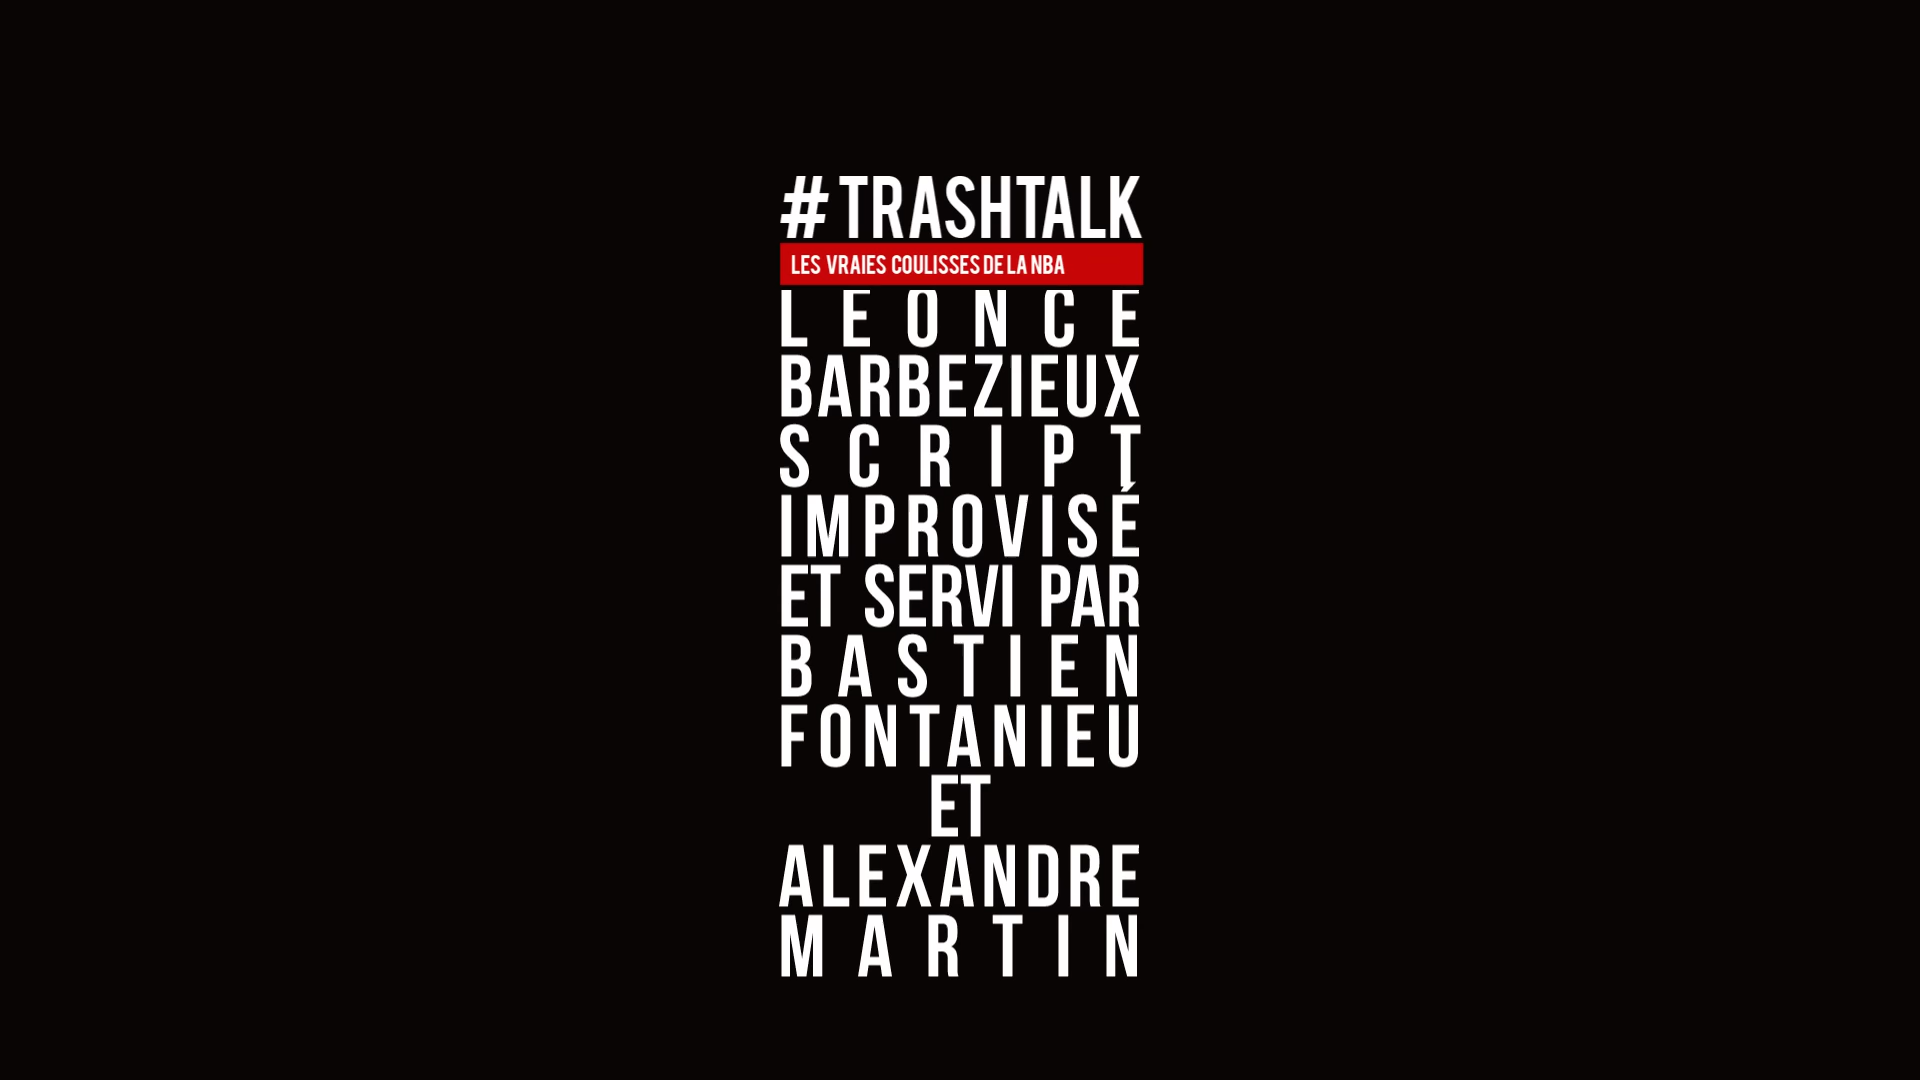 #TRASHTALK
LES VRAIES COULISSES DE LA NBA
LEONCE
BARBEZIEUX
SCRIPT
IMPROVISÉ
ET SERVI PAR
BASTIEN
FONTANIEU
ET
ALEXANDRE
MARTIN